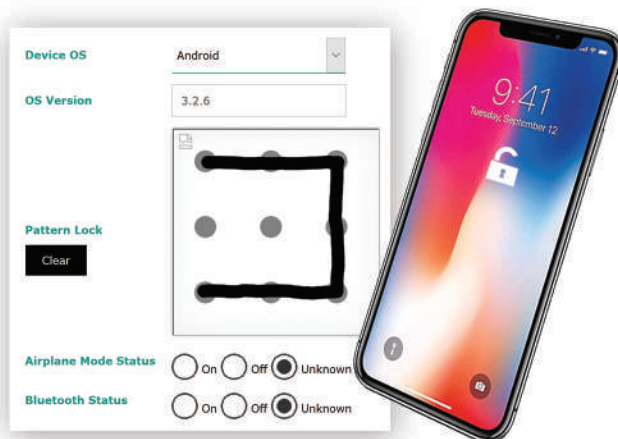 Device OS
Android
OS Version
3.2.6
Pattern Lock
Clear
Airplane Mode Status
On Off Unknown
Bluetooth Status
On Off Unknown
9:41
Tuesday, September 12